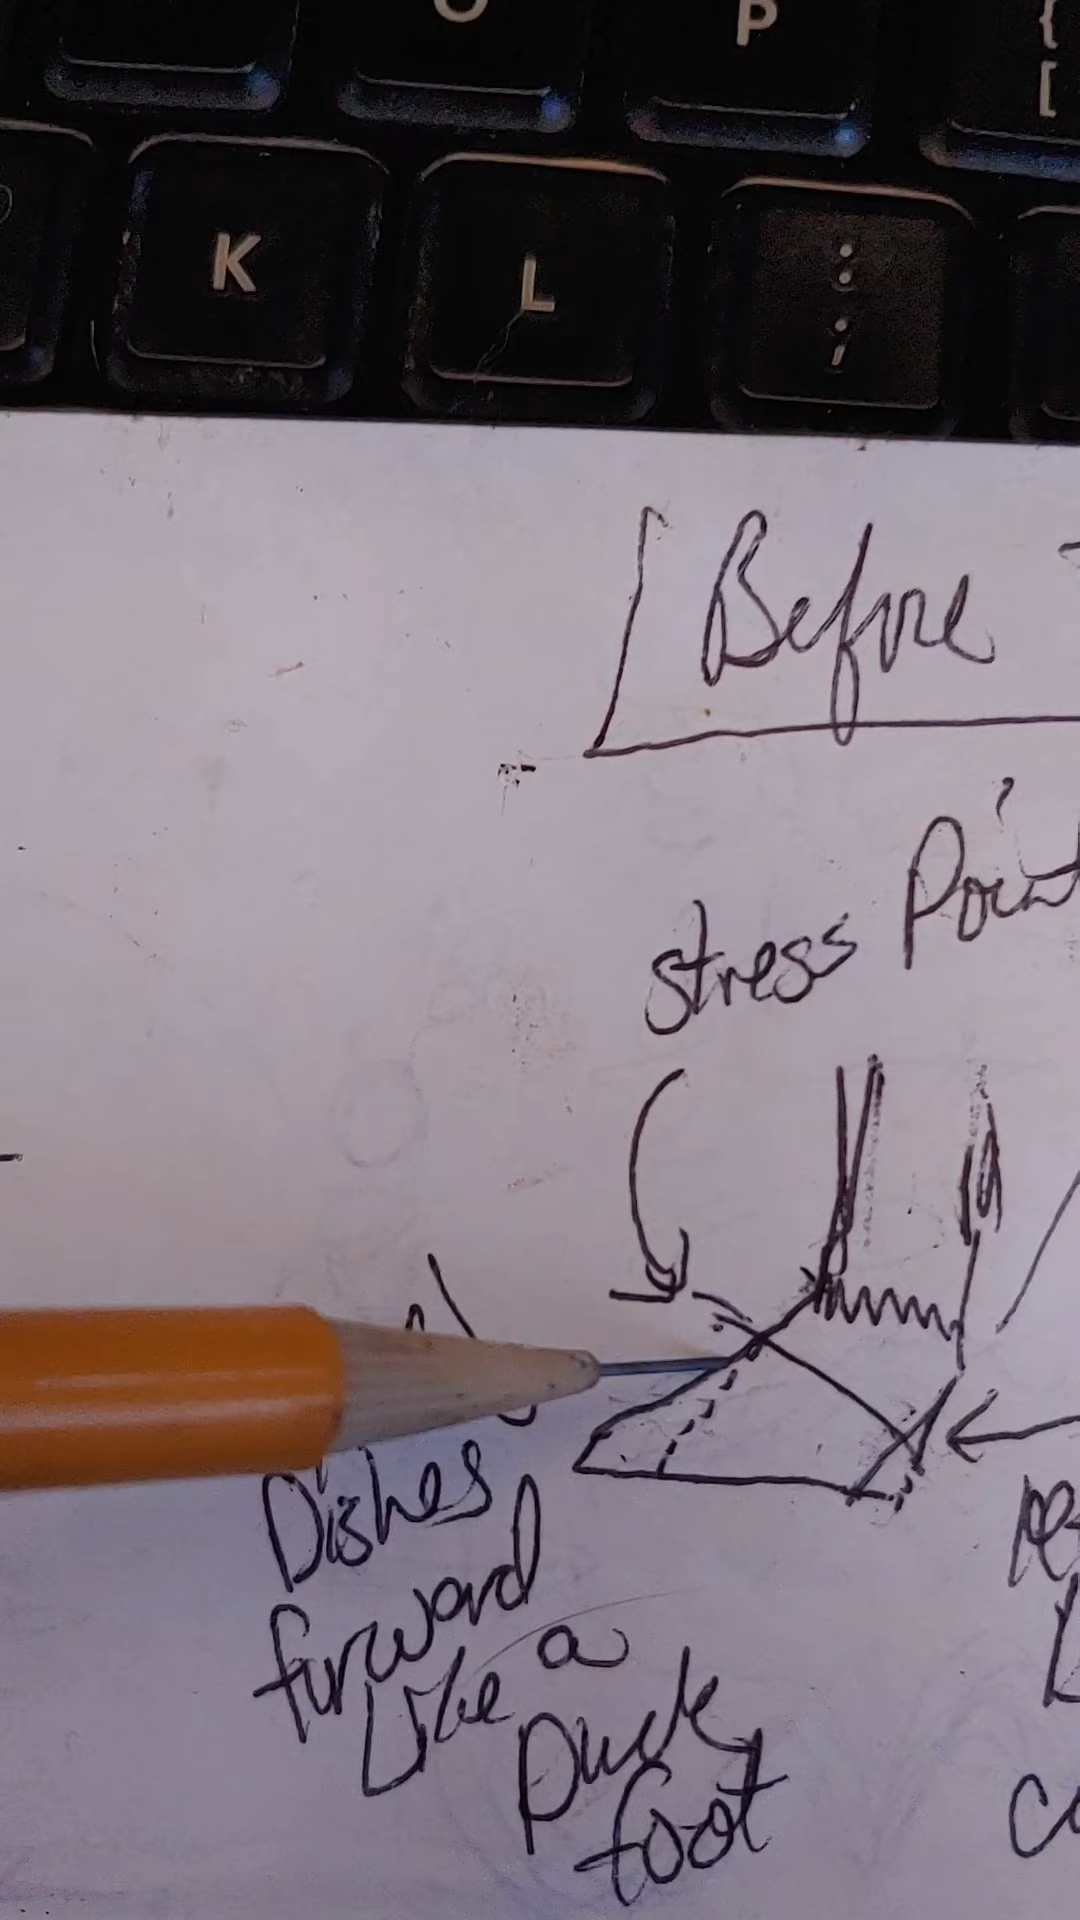 O P {
[
K L :
;
Before
stress Point
Dishes
forward
Like a
Duck
foot